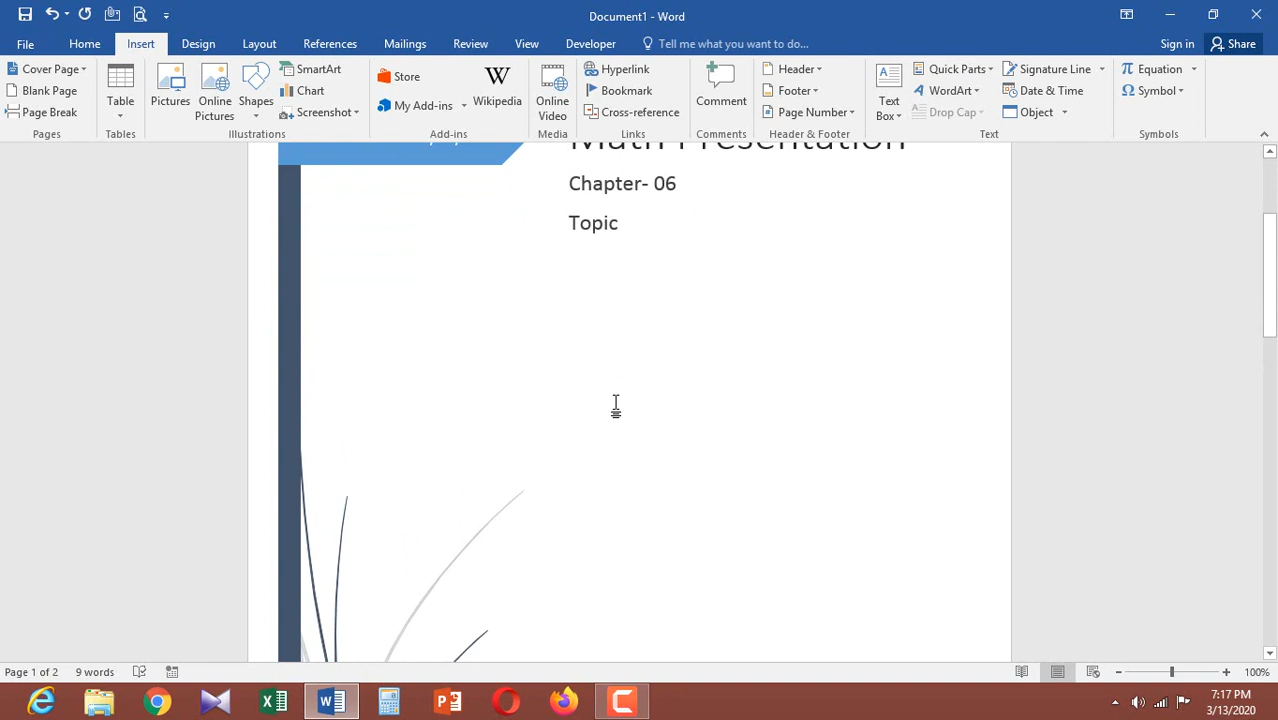 Document1 - Word
File Home Insert Design Layout References Mailings Review View Developer Tell me what you want to do... Sign in Share
Cover Page
Blank Page
Page Break
Pages
Table
Tables
Pictures
Online Pictures
Shapes
SmartArt
Chart
Screenshot
Illustrations
Store
My Add-ins
W
Wikipedia
Add-ins
Online Video
Media
Hyperlink
Bookmark
Cross-reference
Links
Comment
Comments
Header
Footer
Page Number
Header & Footer
A
Text Box
Quick Parts
WordArt
Drop Cap
Signature Line
Date & Time
Object
Text
π Equation
Ω Symbol
Symbols
Math Presentation
Chapter- 06
Topic
Page 1 of 2 9 words 100%
7:17 PM
3/13/2020